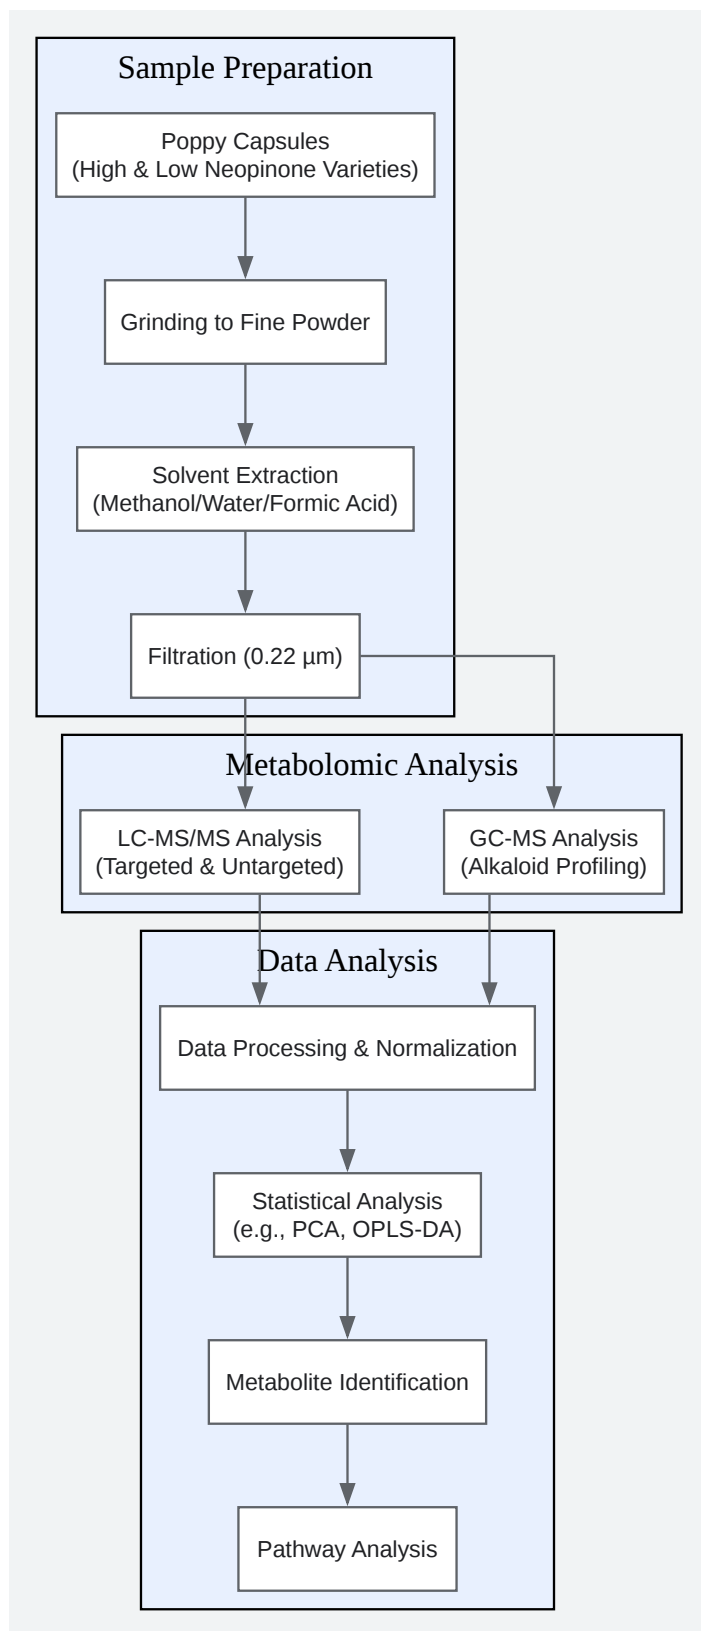 Sample Preparation
Poppy Capsules
(High & Low Neopinone Varieties)
Grinding to Fine Powder
Solvent Extraction
(Methanol/Water/Formic Acid)
Filtration (0.22 µm)
Metabolomic Analysis
LC-MS/MS Analysis
(Targeted & Untargeted)
GC-MS Analysis
(Alkaloid Profiling)
Data Analysis
Data Processing & Normalization
Statistical Analysis
(e.g., PCA, OPLS-DA)
Metabolite Identification
Pathway Analysis